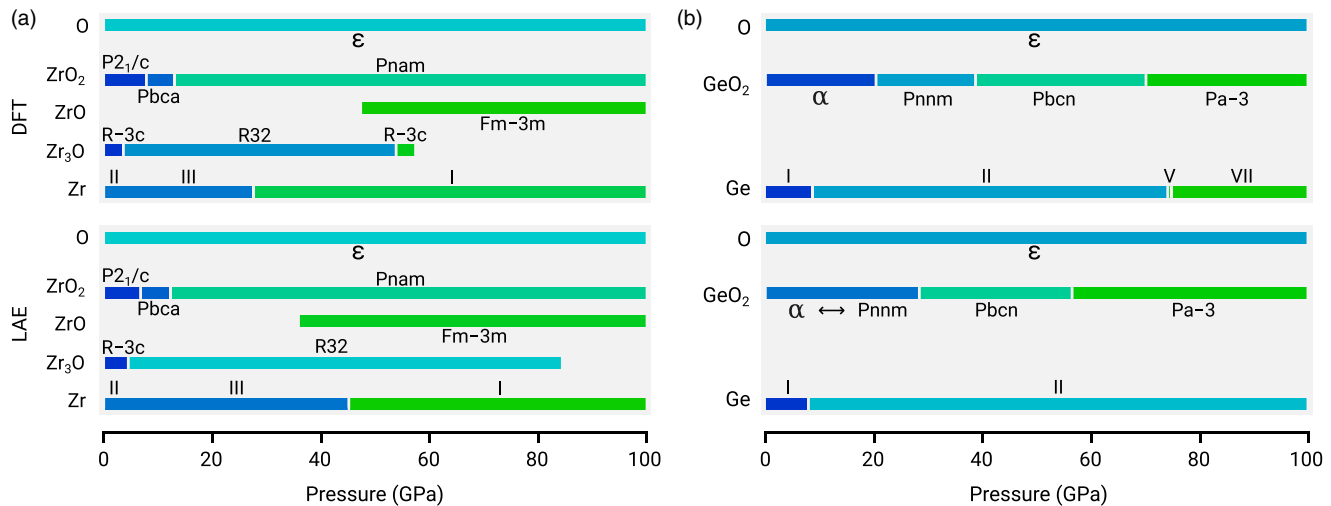 (a)
DFT
O
ε
P2₁/c
ZrO₂
Pnam
Pbca
ZrO
Fm−3m
R−3c
R32
R−3c
Zr₃O
II
III
I
Zr
LAE
O
ε
P2₁/c
Pnam
ZrO₂
Pbca
ZrO
Fm−3m
R−3c
R32
Zr₃O
II
III
I
Zr
0 20 40 60 80 100
Pressure (GPa)
(b)
O
ε
GeO₂
α Pnnm Pbcn Pa−3
I II V VII
Ge
O
ε
GeO₂
α ↔ Pnnm Pbcn Pa−3
I II
Ge
0 20 40 60 80 100
Pressure (GPa)